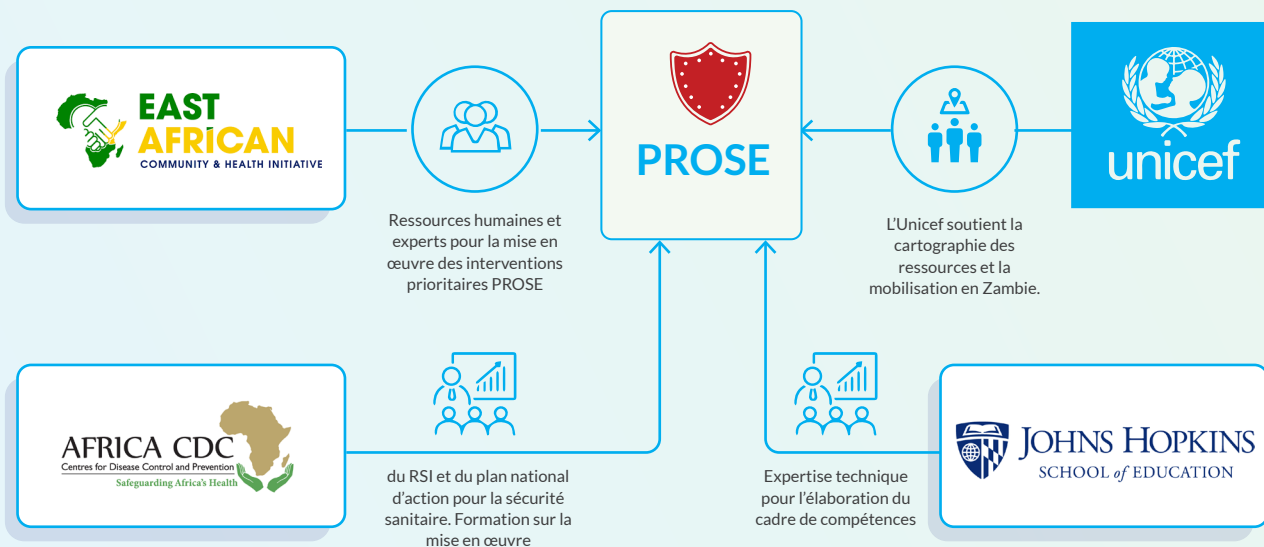 EAST
AFRICAN
COMMUNITY & HEALTH INITIATIVE
Ressources humaines et
experts pour la mise en
œuvre des interventions
prioritaires PROSE
PROSE
L'Unicef soutient la
cartographie des
ressources et la
mobilisation en Zambie.
unicef
AFRICA CDC
Centres for Disease Control and Prevention
Safeguarding Africa's Health
du RSI et du plan national
d'action pour la sécurité
sanitaire. Formation sur la
mise en œuvre
Expertise technique
pour l'élaboration du
cadre de compétences
JOHNS HOPKINS
SCHOOL of EDUCATION